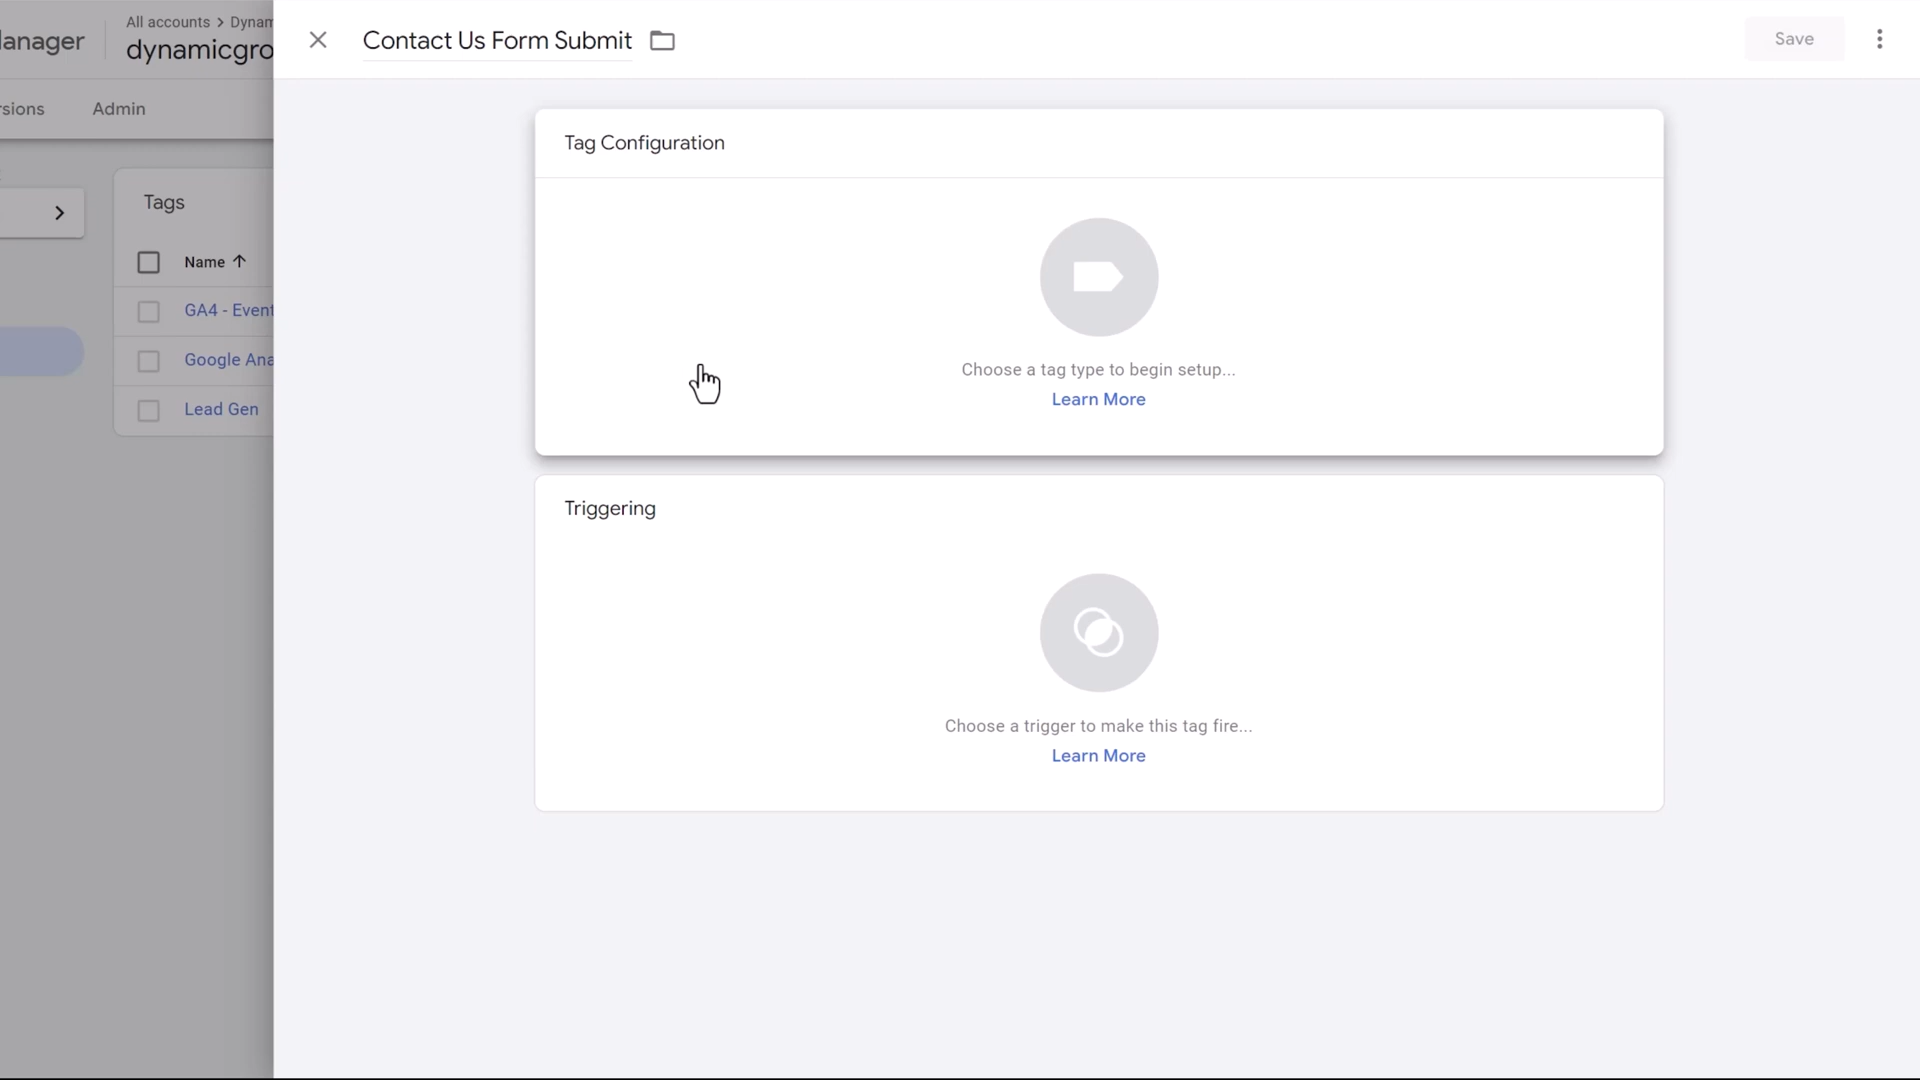 All accounts > Dynam
anager
dynamicgro
Contact Us Form Submit
Save
rsions
Admin
Tag Configuration
Tags
Name
GA4 - Event
Google Ana
Lead Gen
Choose a tag type to begin setup...
Learn More
Triggering
Choose a trigger to make this tag fire...
Learn More